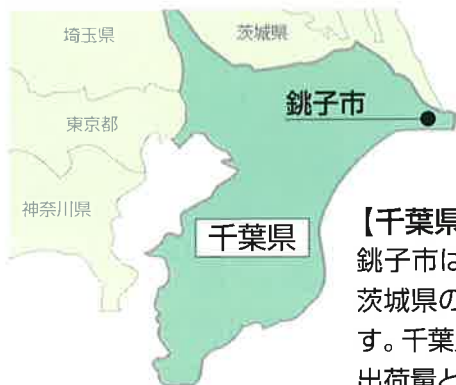 埼玉県
茨城県
銚子市
東京都
神奈川県
千葉県
【千葉県
銚子市は
茨城県の
す。千葉
出荷量と